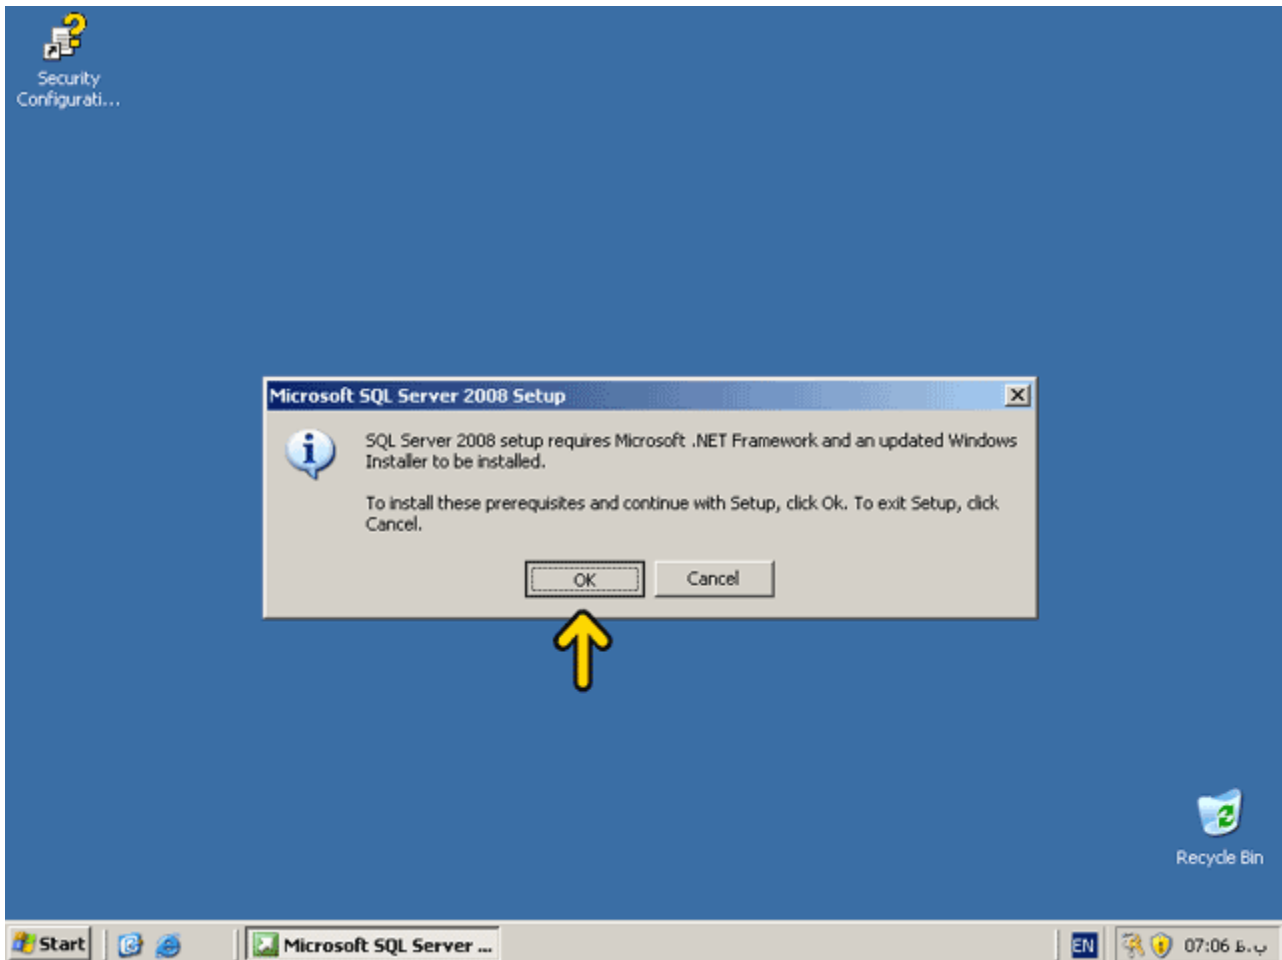 Security
Configurati...
Microsoft SQL Server 2008 Setup
SQL Server 2008 setup requires Microsoft .NET Framework and an updated Windows
Installer to be installed.
To install these prerequisites and continue with Setup, click Ok. To exit Setup, click
Cancel.
OK
Cancel
Recycle Bin
Start
Microsoft SQL Server ...
EN
07:06 ب.ظ